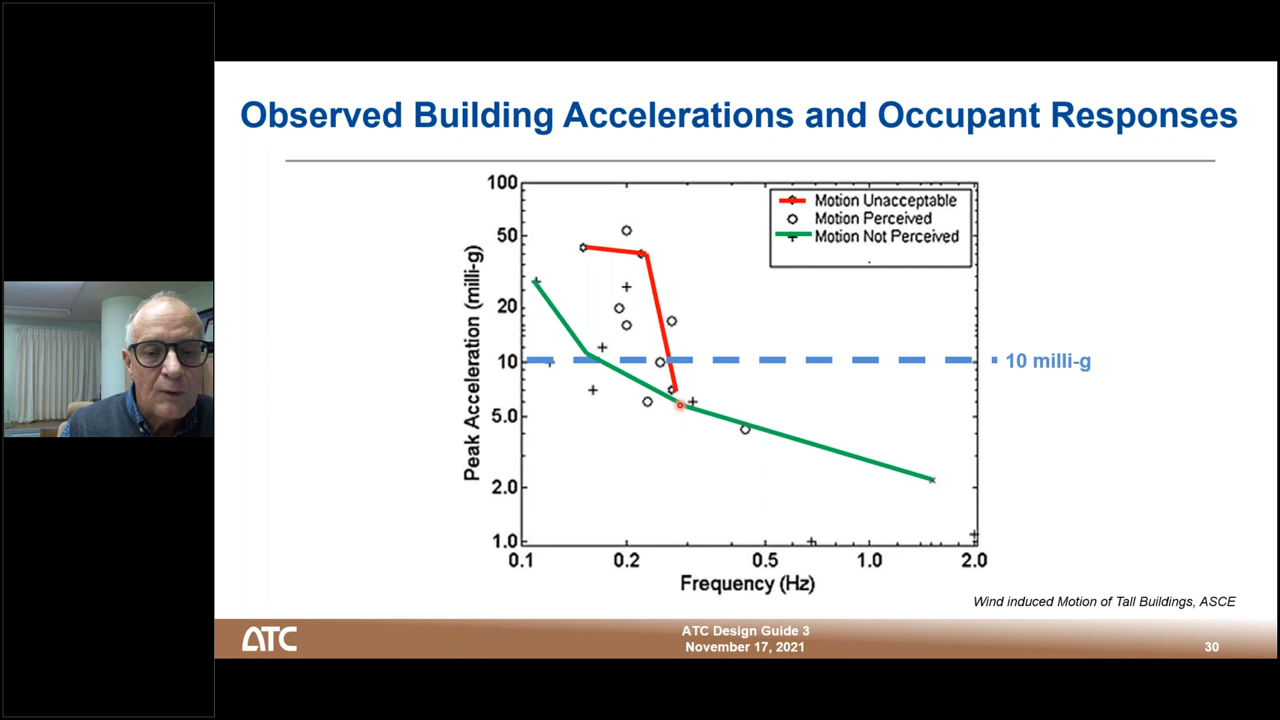 Observed Building Accelerations and Occupant Responses
100
50
20
10
5.0
2.0
1.0
Peak Acceleration (milli-g)
Motion Unacceptable
Motion Perceived
Motion Not Perceived
10 milli-g
0.1 0.2 0.5 1.0 2.0
Frequency (Hz)
Wind induced Motion of Tall Buildings, ASCE
ATC
ATC Design Guide 3
November 17, 2021
30